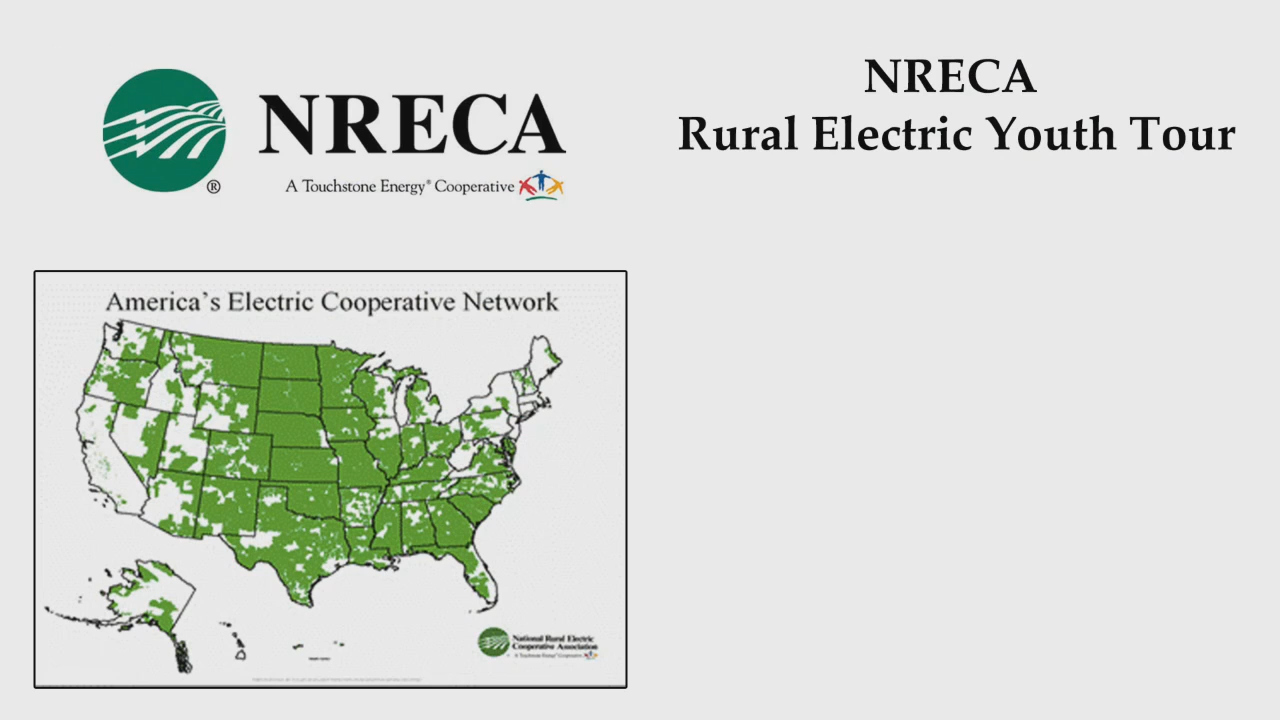 NRECA
®
A Touchstone Energy® Cooperative
NRECA
Rural Electric Youth Tour
America's Electric Cooperative Network
National Rural Electric
Cooperative Association
A Touchstone Energy® Cooperative